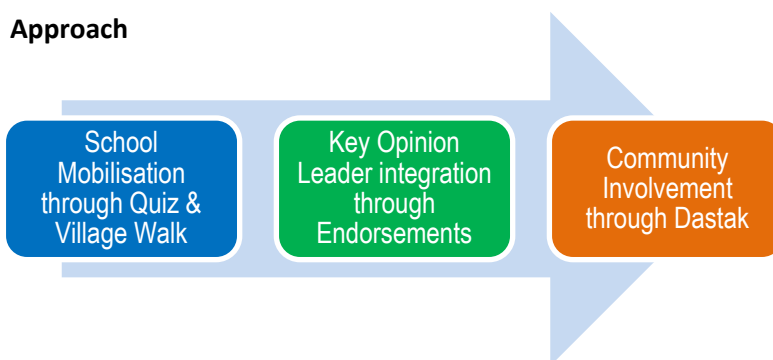 Approach
School
Mobilisation
through Quiz &
Village Walk
Key Opinion
Leader integration
through
Endorsements
Community
Involvement
through Dastak